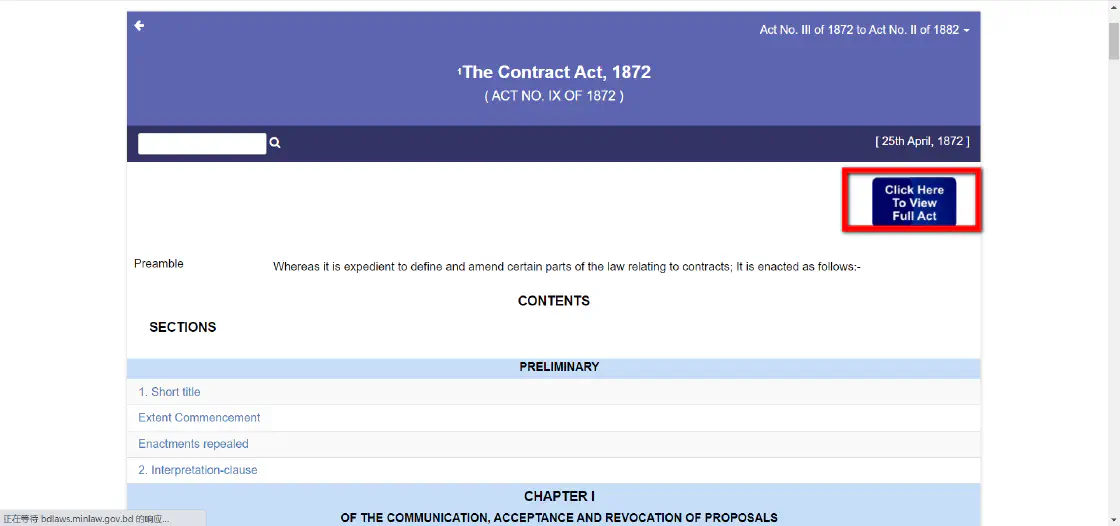 Act No. III of 1872 to Act No. II of 1882
1The Contract Act, 1872
( ACT NO. IX OF 1872 )
[ 25th April, 1872 ]
Click Here
To View
Full Act
Preamble
Whereas it is expedient to define and amend certain parts of the law relating to contracts; It is enacted as follows:-
CONTENTS
SECTIONS
PRELIMINARY
1. Short title
Extent Commencement
Enactments repealed
2. Interpretation-clause
CHAPTER I
OF THE COMMUNICATION, ACCEPTANCE AND REVOCATION OF PROPOSALS
正在等待 bdlaws.minlaw.gov.bd 的响应...